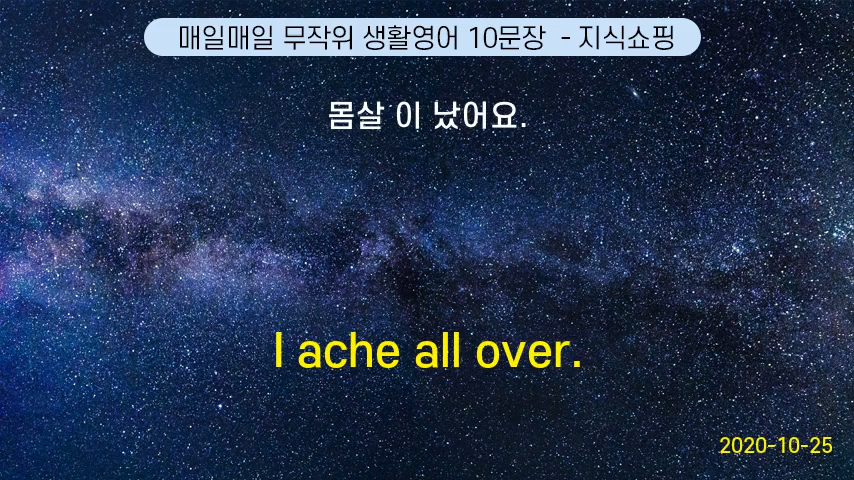 매일매일 무작위 생활영어 10문장 - 지식쇼핑
몸살 이 났어요.
I ache all over.
2020-10-25